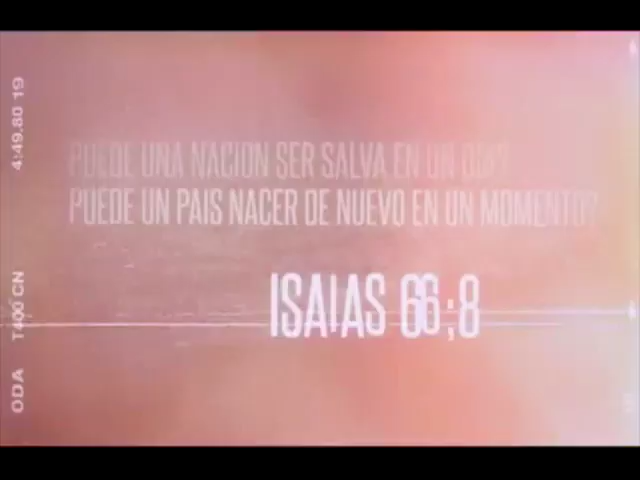 PUEDE UNA NACION SER SALVA EN UN DIA?
PUEDE UN PAIS NACER DE NUEVO EN UN MOMENTO?
ISAIAS 66;8
4:49.80 19
T400 CN
ODA